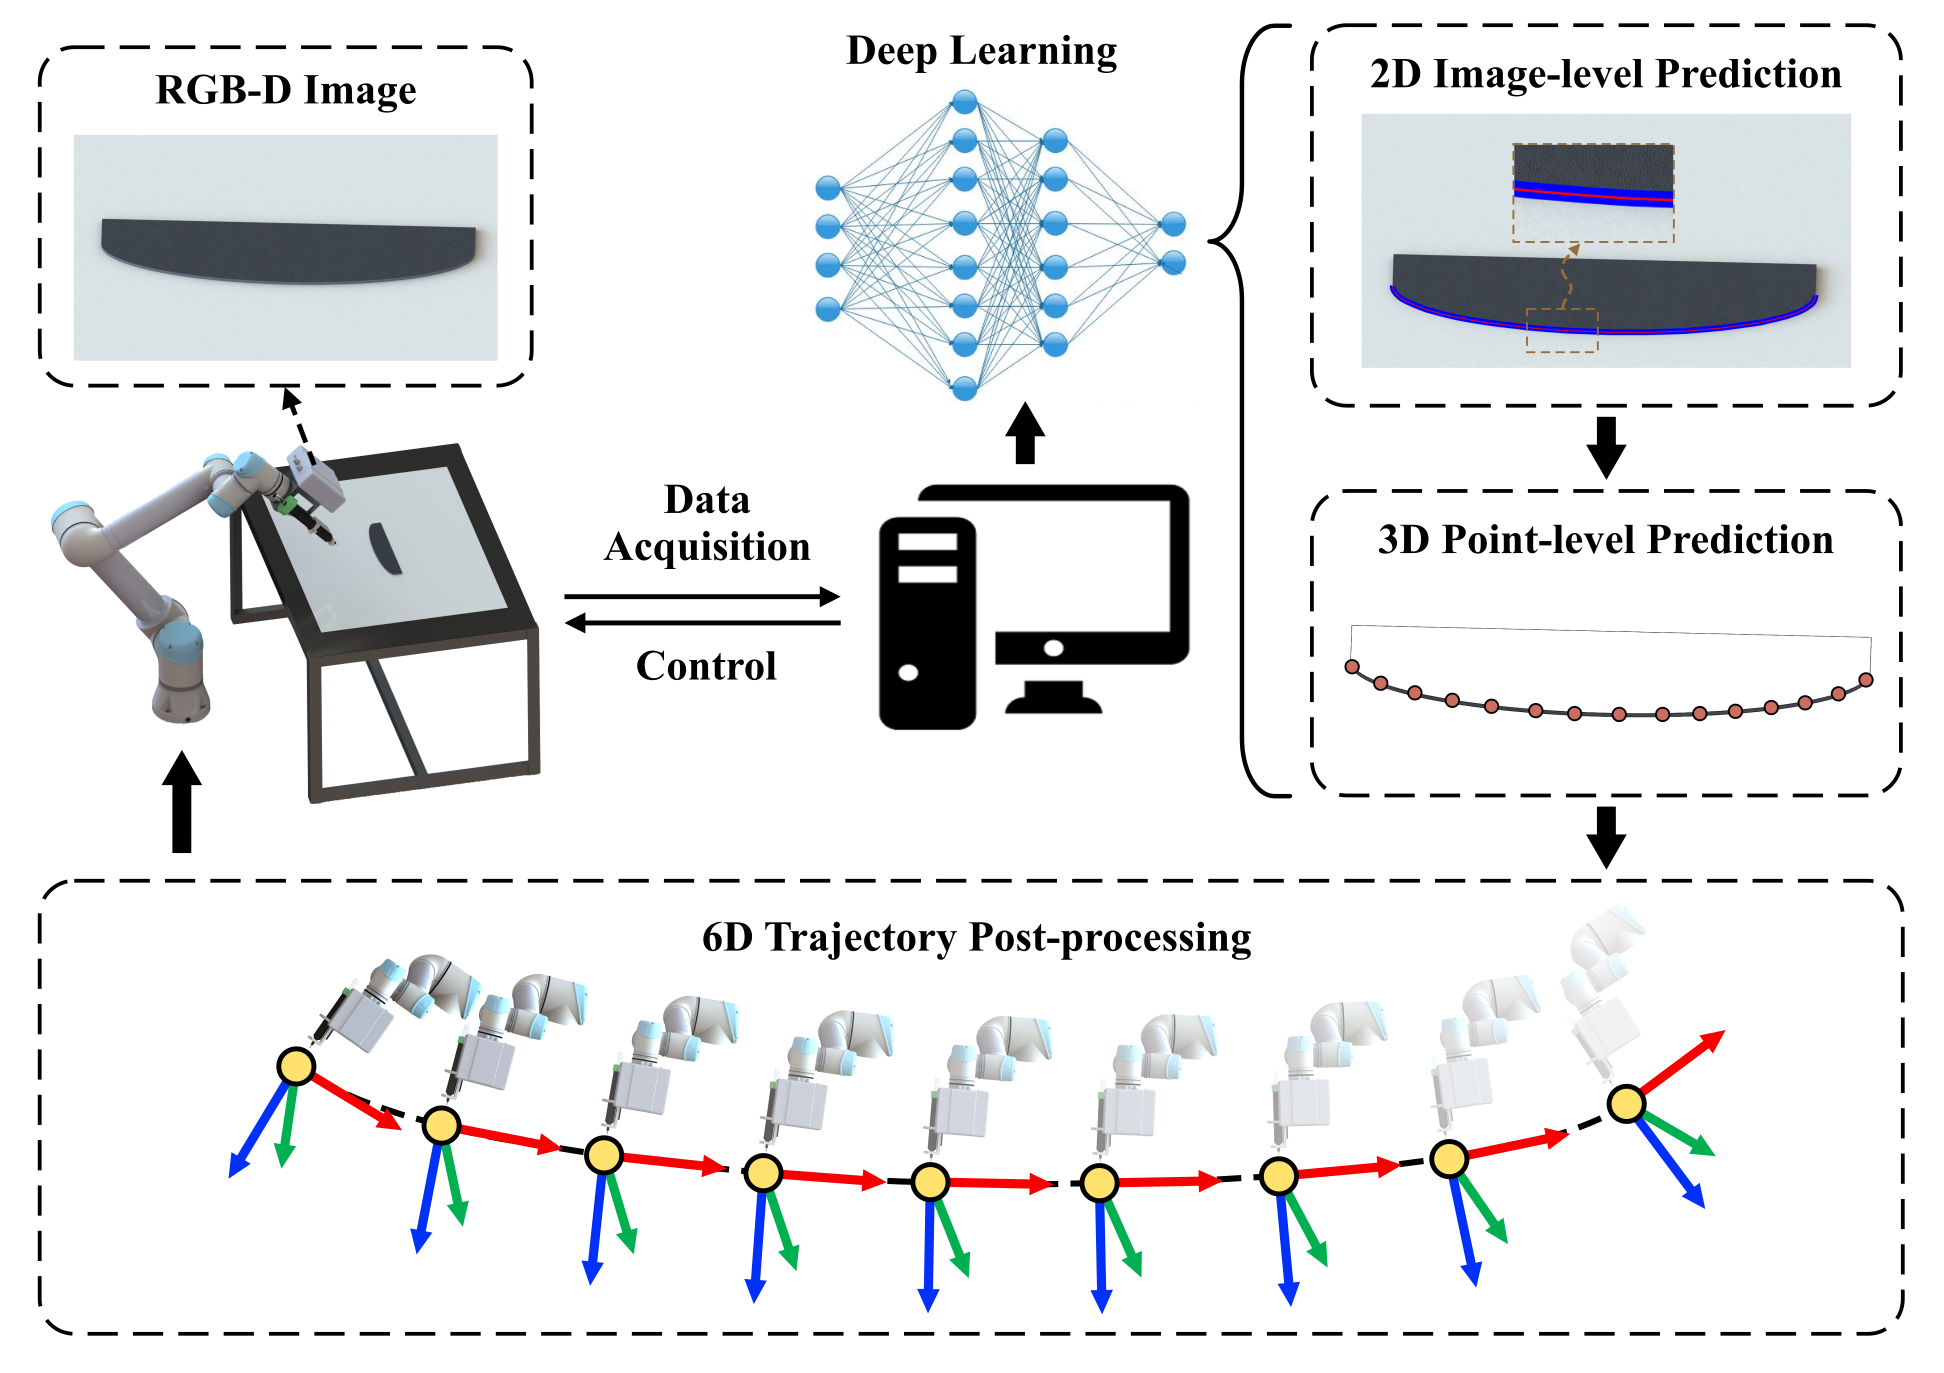 RGB-D Image
Deep Learning
2D Image-level Prediction
Data
Acquisition
Control
3D Point-level Prediction
6D Trajectory Post-processing